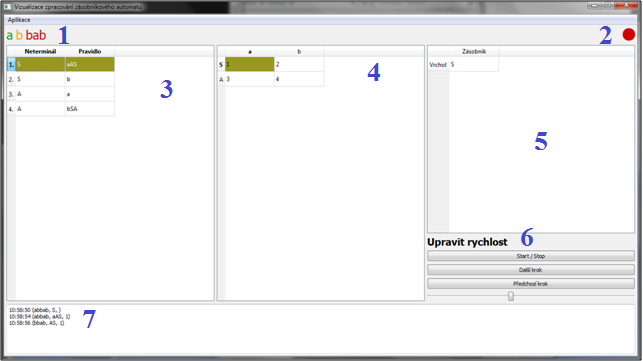 Vizualizace zpracování zásobníkového automatu
Aplikace
a b bab
1
2
Neterminál Pravidlo
1. S aAS
2. S b
3. A a
4. A bSA
3
a b
S 1 2
A 3 4
4
Zásobník
Vrchol S
5
6
Upravit rychlost
Start / Stop
Další krok
Předchozí krok
10:58:50 (abbab, S, )
10:58:54 (abbab, aAS, 1)
10:58:56 (bbab, AS, 1)
7